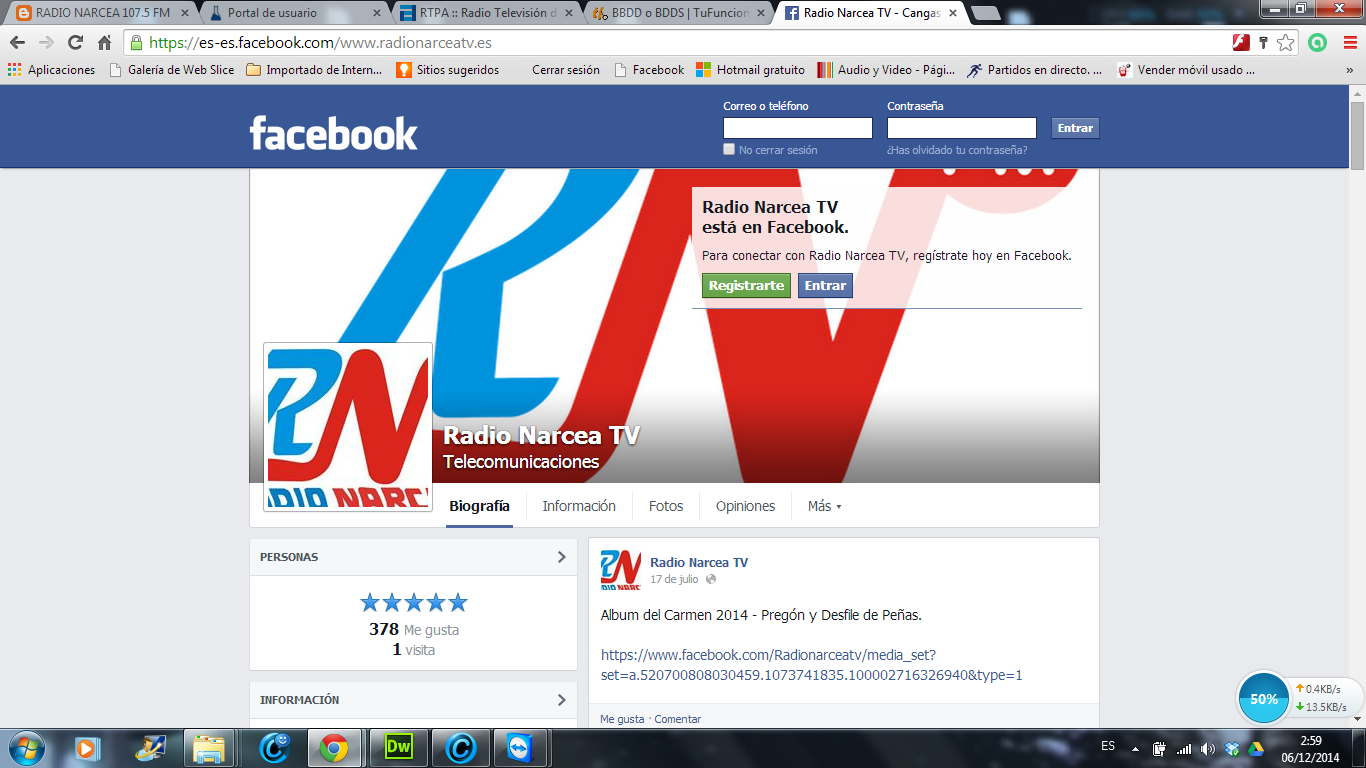 RADIO NARCEA 107.5 FM
Portal de usuario
RTPA :: Radio Televisión d
BBDD o BDDS | TuFuncion
Radio Narcea TV - Cangas
https://es-es.facebook.com/www.radionarceatv.es
Aplicaciones
Galería de Web Slice
Importado de Intern...
Sitios sugeridos
Cerrar sesión
Facebook
Hotmail gratuito
Audio y Video - Pági...
Partidos en directo. ...
Vender móvil usado ...
»
facebook
Correo o teléfono
Contraseña
Entrar
No cerrar sesión
¿Has olvidado tu contraseña?
Radio Narcea TV
está en Facebook.
Para conectar con Radio Narcea TV, regístrate hoy en Facebook.
Registrarte
Entrar
DIO NARC
Radio Narcea TV
Telecomunicaciones
Biografía
Información
Fotos
Opiniones
Más
PERSONAS
378 Me gusta
1 visita
INFORMACIÓN
Radio Narcea TV
17 de julio
DIO NARC
Album del Carmen 2014 - Pregón y Desfile de Peñas.
https://www.facebook.com/Radionarceatv/media_set?
set=a.520700808030459.1073741835.100002716326940&type=1
Me gusta · Comentar
50%
0.4KB/s
13.5KB/s
Dw
ES
2:59
06/12/2014